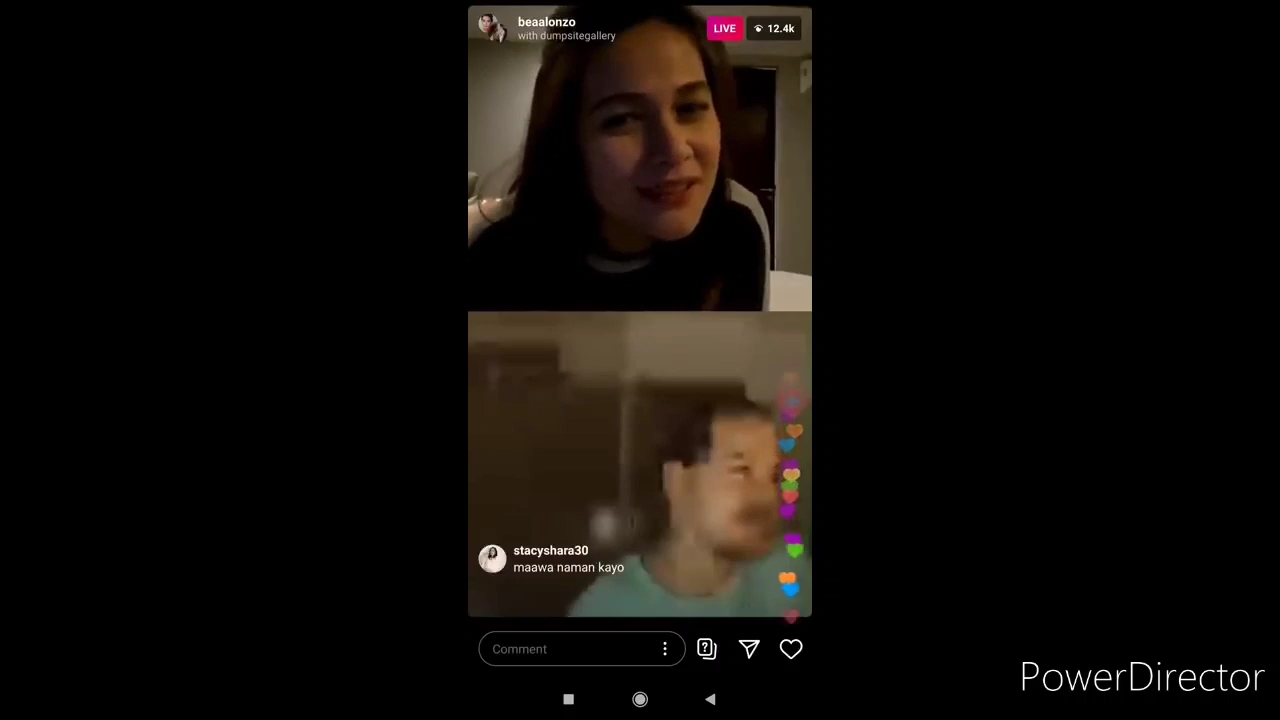 beaalonzo
with dumpsitegallery
LIVE
12.4k
stacyshara30
maawa naman kayo
Comment
PowerDirector